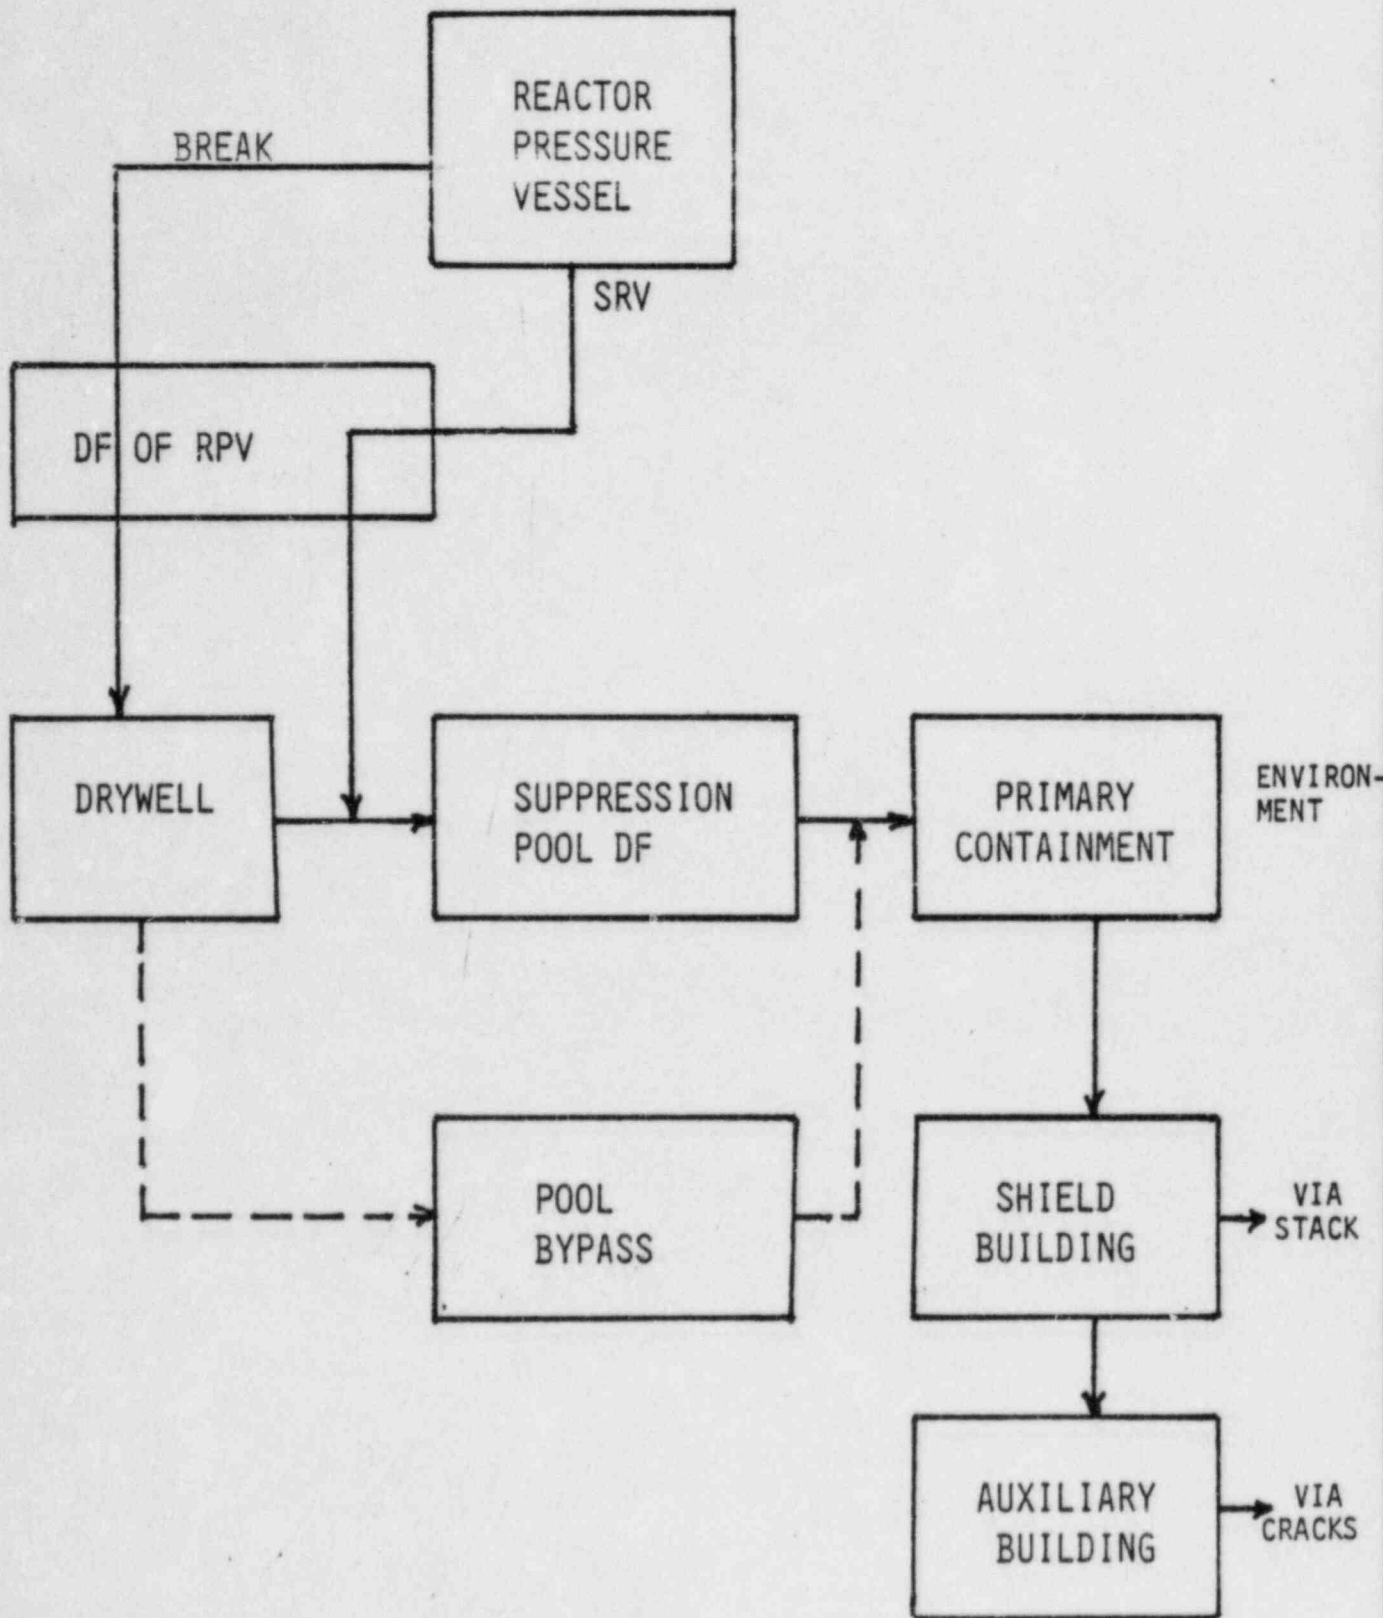 REACTOR
PRESSURE
VESSEL
BREAK
SRV
DF OF RPV
DRYWELL
SUPPRESSION
POOL DF
PRIMARY
CONTAINMENT
ENVIRON-
MENT
POOL
BYPASS
SHIELD
BUILDING
VIA
STACK
AUXILIARY
BUILDING
VIA
CRACKS